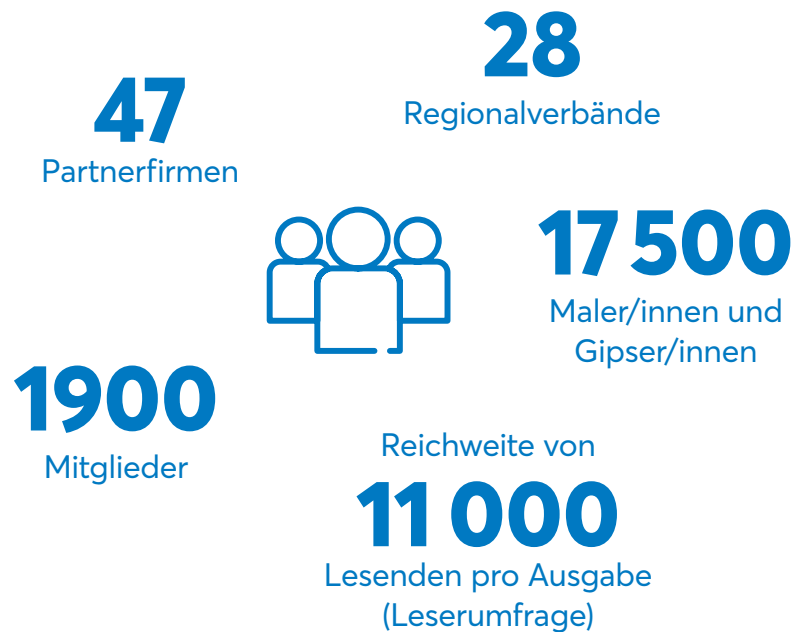 28
Regionalverbände
47
Partnerfirmen
17 500
Maler/innen und
Gipser/innen
1900
Mitglieder
Reichweite von
11 000
Lesenden pro Ausgabe
(Leserumfrage)